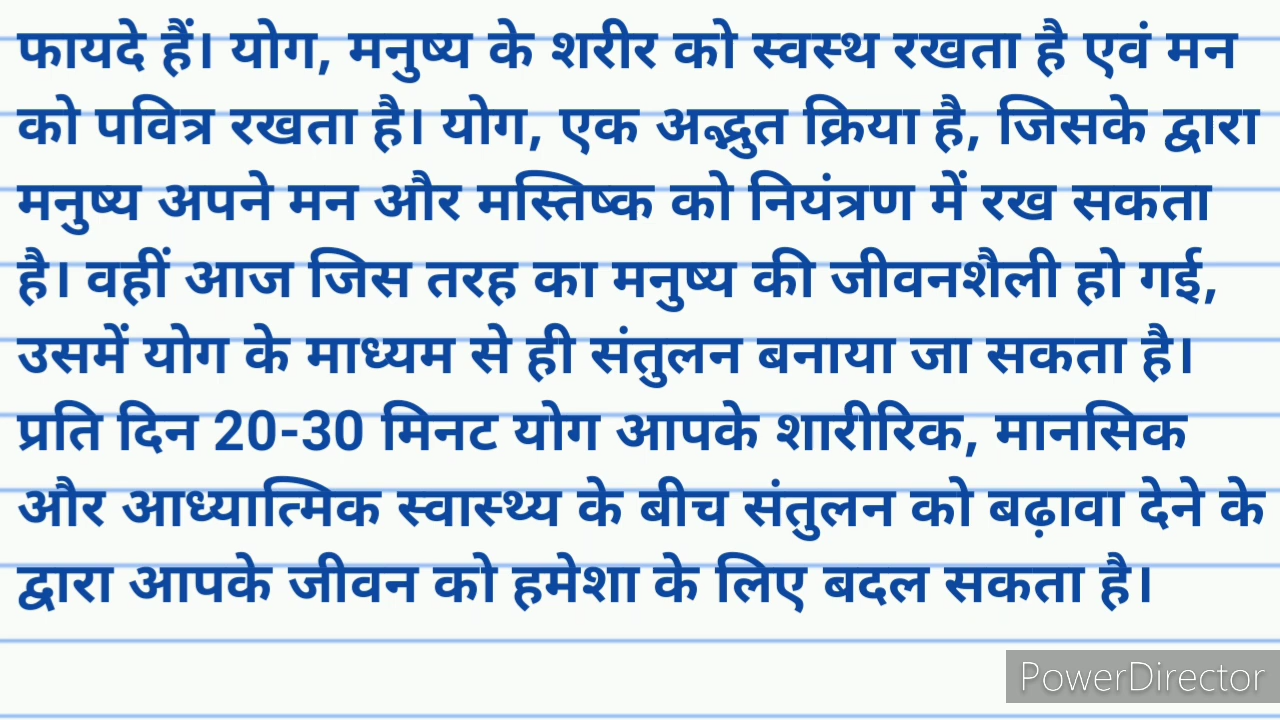 फायदे हैं। योग, मनुष्य के शरीर को स्वस्थ रखता है एवं मन
को पवित्र रखता है। योग, एक अद्भुत क्रिया है, जिसके द्वारा
मनुष्य अपने मन और मस्तिष्क को नियंत्रण में रख सकता
है। वहीं आज जिस तरह का मनुष्य की जीवनशैली हो गई,
उसमें योग के माध्यम से ही संतुलन बनाया जा सकता है।
प्रति दिन 20-30 मिनट योग आपके शारीरिक, मानसिक
और आध्यात्मिक स्वास्थ्य के बीच संतुलन को बढ़ावा देने के
द्वारा आपके जीवन को हमेशा के लिए बदल सकता है।
PowerDirector